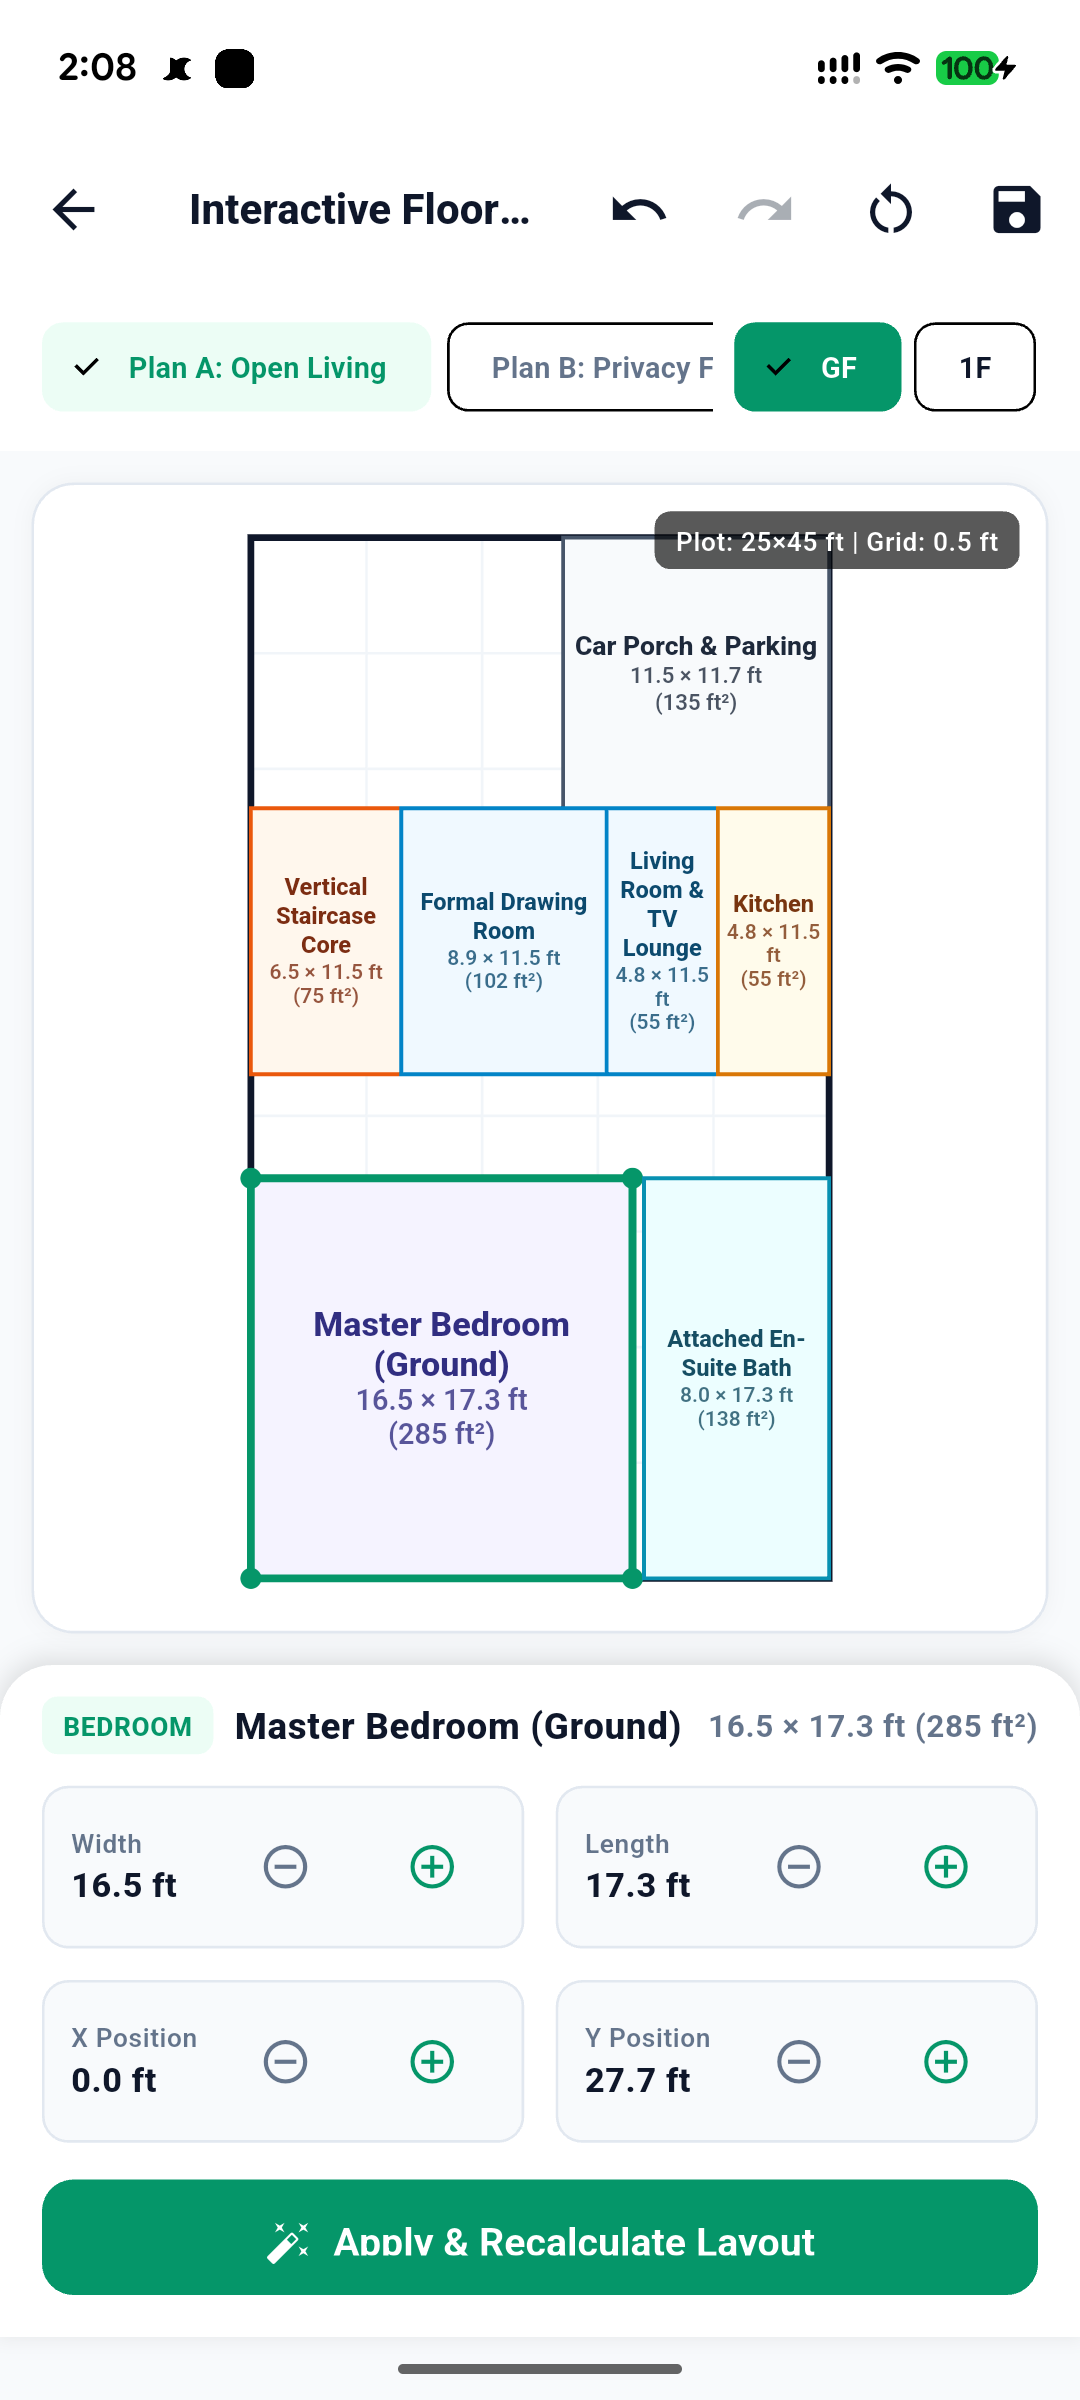 2:08
100
Interactive Floor...
Plan A: Open Living
Plan B: Privacy F
GF
1F
Plot: 25×45 ft | Grid: 0.5 ft
Car Porch & Parking
11.5 × 11.7 ft
(135 ft²)
Vertical
Staircase
Core
6.5 × 11.5 ft
(75 ft²)
Formal Drawing
Room
8.9 × 11.5 ft
(102 ft²)
Living
Room &
TV
Lounge
4.8 × 11.5
ft
(55 ft²)
Kitchen
4.8 × 11.5
ft
(55 ft²)
Master Bedroom
(Ground)
16.5 × 17.3 ft
(285 ft²)
Attached En-
Suite Bath
8.0 × 17.3 ft
(138 ft²)
BEDROOM
Master Bedroom (Ground)
16.5 × 17.3 ft (285 ft²)
Width
16.5 ft
Length
17.3 ft
X Position
0.0 ft
Y Position
27.7 ft
Apply & Recalculate Layout